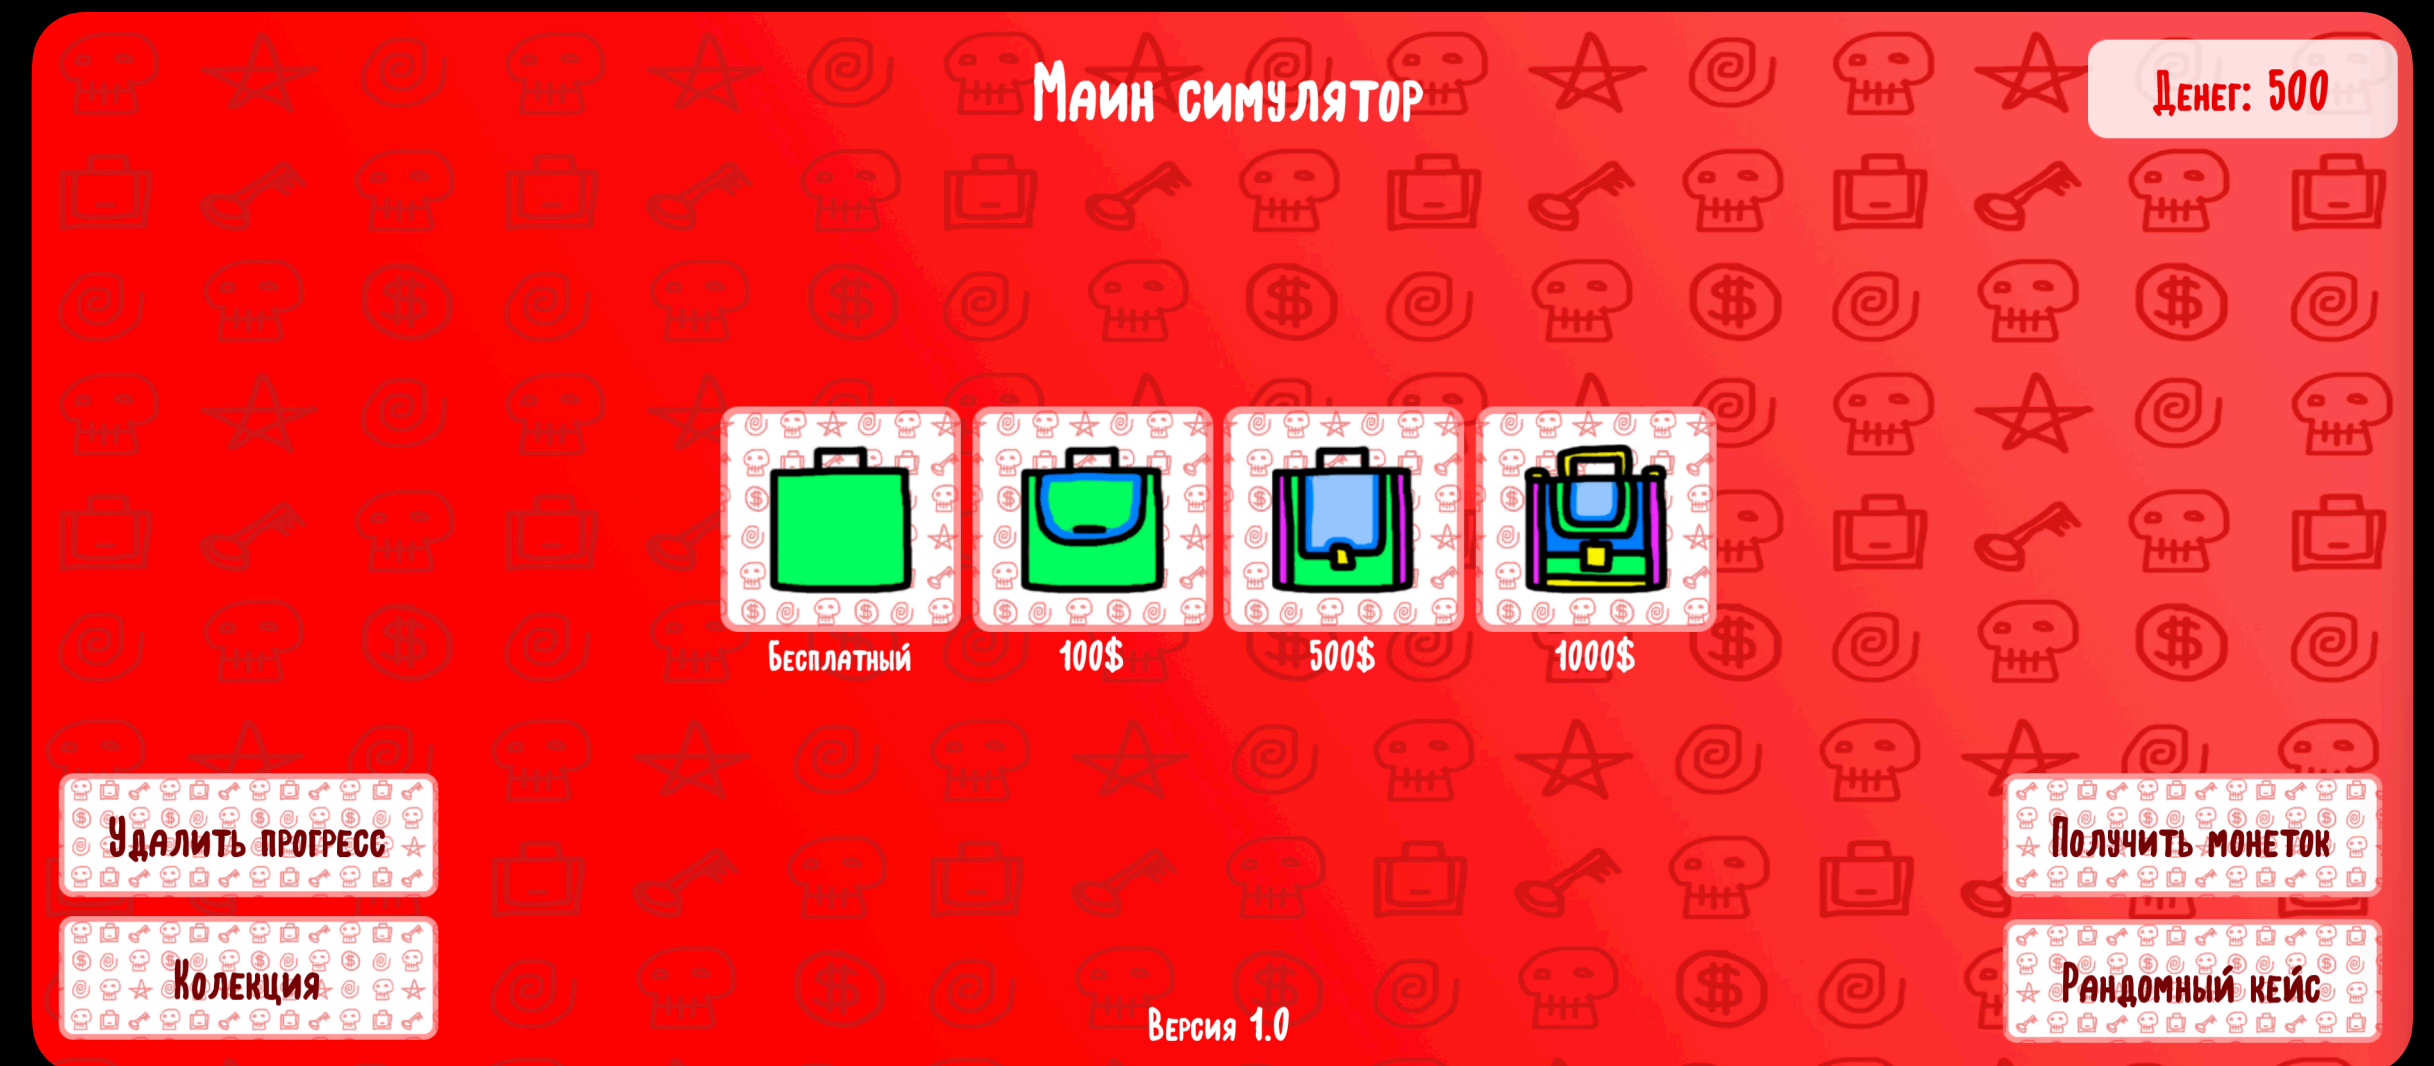 Маин симулятор
Денег: 500
Бесплатный
100$
500$
1000$
Удалить прогресс
Получить монеток
Колекция
Рандомный кейс
Версия 1.0